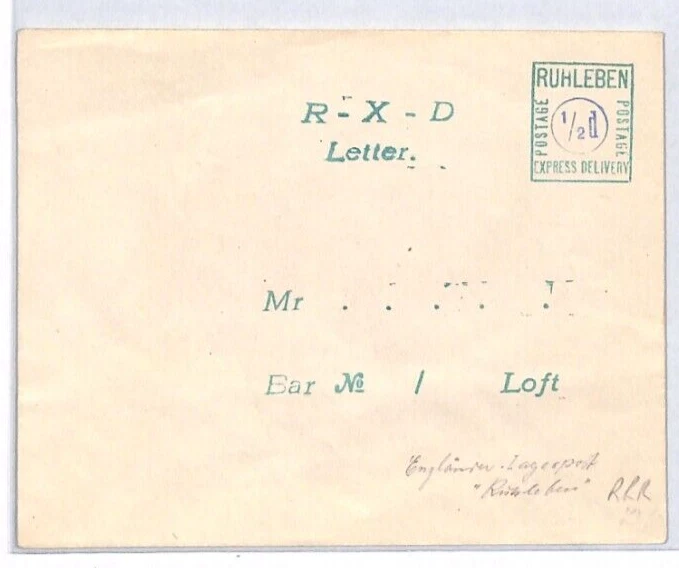 RUHLEBEN
POSTAGE
½d
POSTAGE
EXPRESS DELIVERY
R-X-D
Letter.
Mr . . . . .
Bar № / Loft
Engländer-Lagerpost
"Ruhleben" RRR